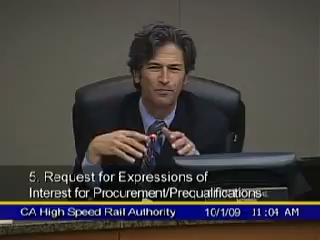 5. Request for Expressions of
Interest for Procurement/Prequalifications
CA High Speed Rail Authority 10/1/09 11:04 AM